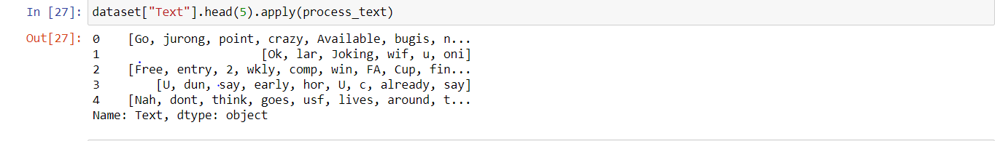 In [27]: dataset["Text"].head(5).apply(process_text)
Out[27]: 0    [Go, jurong, point, crazy, Available, bugis, n...
1                      [Ok, lar, Joking, wif, u, oni]
2    [Free, entry, 2, wkly, comp, win, FA, Cup, fin...
3        [U, dun, say, early, hor, U, c, already, say]
4    [Nah, dont, think, goes, usf, lives, around, t...
Name: Text, dtype: object